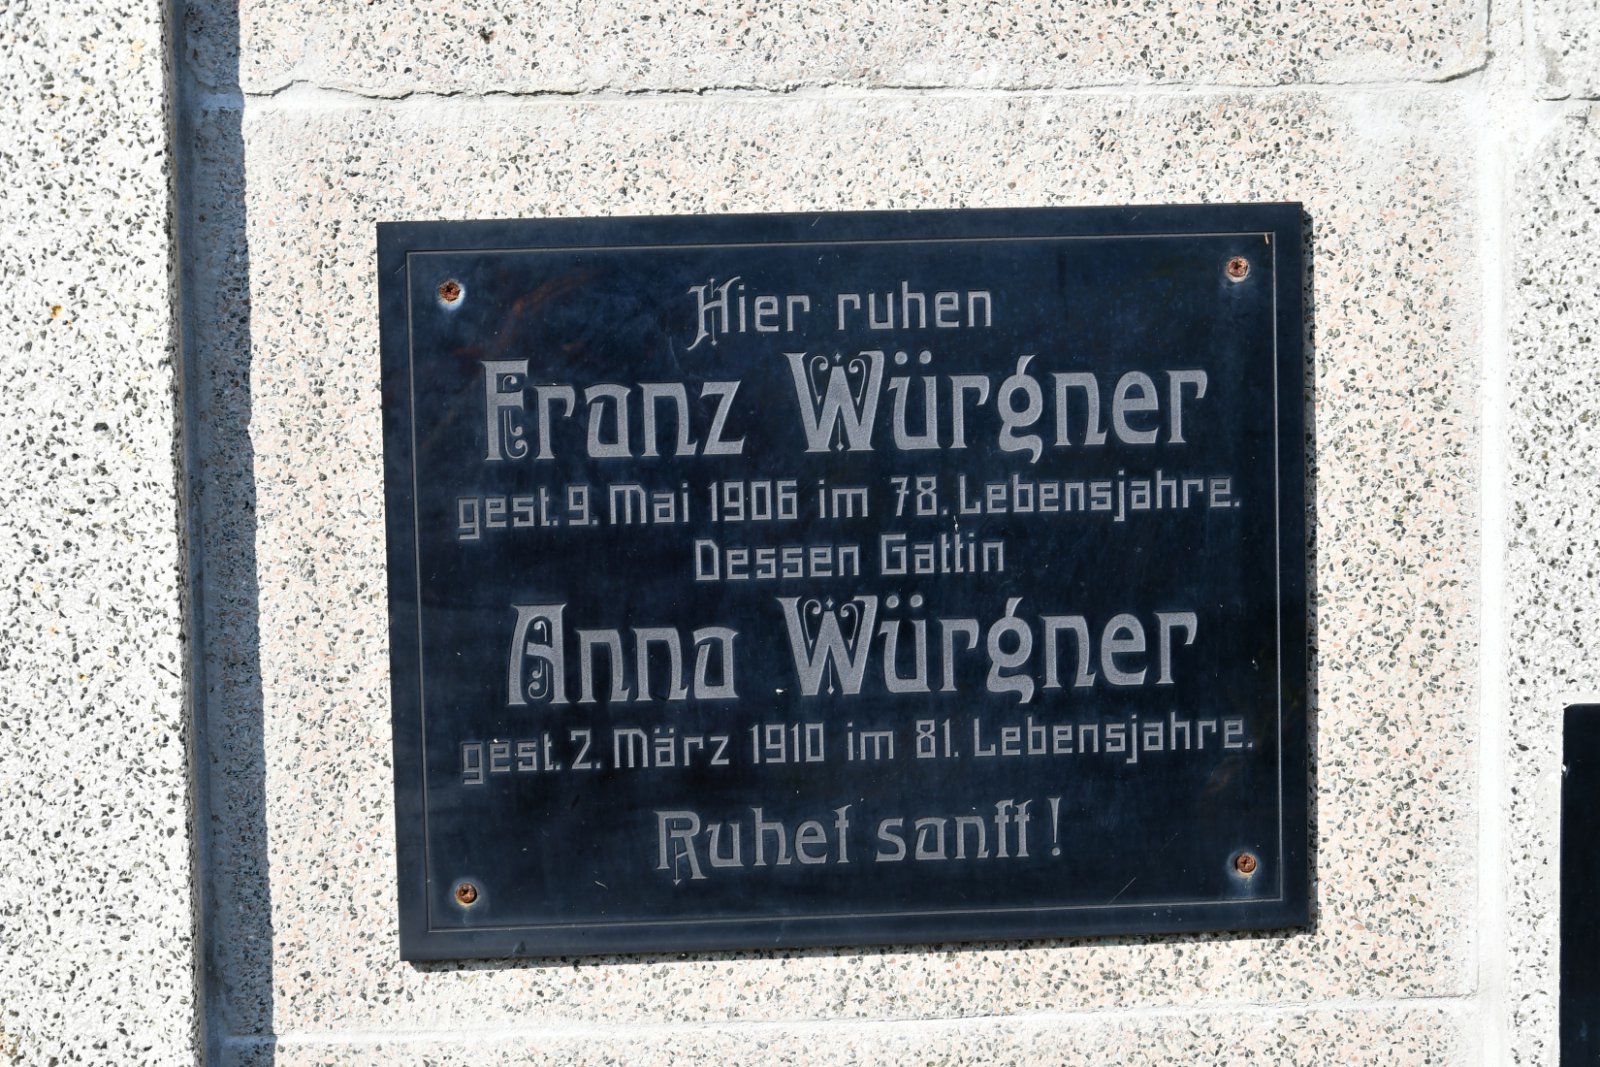 Hier ruhen
Franz Würgner
gest. 9. Mai 1906 im 78. Lebensjahre.
Dessen Gattin
Anna Würgner
gest. 2. März 1910 im 81. Lebensjahre.
Ruhet sanft!